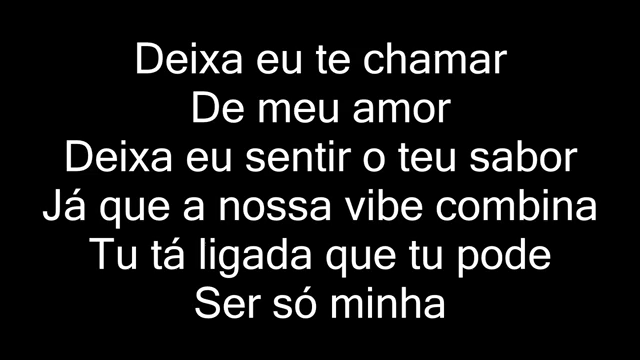 Deixa eu te chamar
De meu amor
Deixa eu sentir o teu sabor
Já que a nossa vibe combina
Tu tá ligada que tu pode
Ser só minha